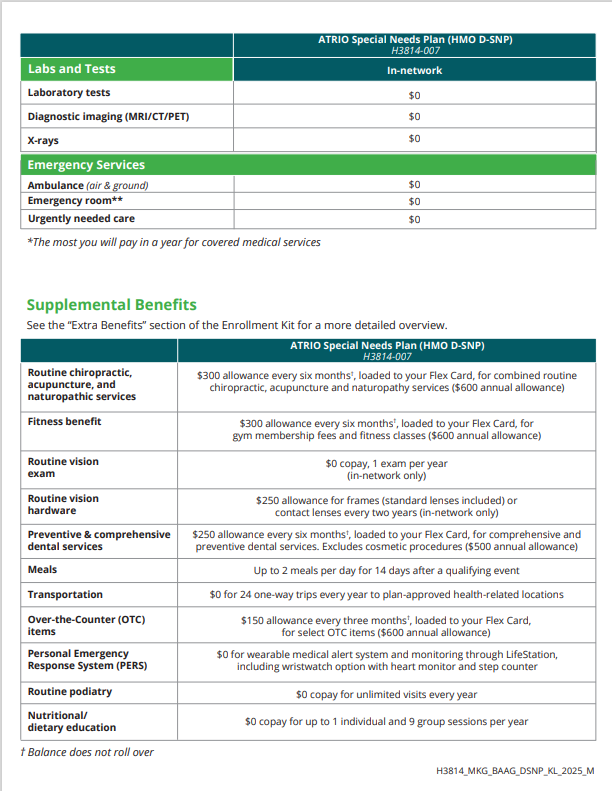 ATRIO Special Needs Plan (HMO D-SNP)
H3814-007
Labs and Tests
In-network
Laboratory tests
$0
Diagnostic imaging (MRI/CT/PET)
$0
X-rays
$0
Emergency Services
Ambulance (air & ground)
$0
Emergency room**
$0
Urgently needed care
$0
*The most you will pay in a year for covered medical services
Supplemental Benefits
See the “Extra Benefits” section of the Enrollment Kit for a more detailed overview.
ATRIO Special Needs Plan (HMO D-SNP)
H3814-007
Routine chiropractic,
acupuncture, and
naturopathic services
$300 allowance every six months†, loaded to your Flex Card, for combined routine
chiropractic, acupuncture and naturopathy services ($600 annual allowance)
Fitness benefit
$300 allowance every six months†, loaded to your Flex Card, for
gym membership fees and fitness classes ($600 annual allowance)
Routine vision
exam
$0 copay, 1 exam per year
(in-network only)
Routine vision
hardware
$250 allowance for frames (standard lenses included) or
contact lenses every two years (in-network only)
Preventive & comprehensive
dental services
$250 allowance every six months†, loaded to your Flex Card, for comprehensive and
preventive dental services. Excludes cosmetic procedures ($500 annual allowance)
Meals
Up to 2 meals per day for 14 days after a qualifying event
Transportation
$0 for 24 one-way trips every year to plan-approved health-related locations
Over-the-Counter (OTC)
items
$150 allowance every three months†, loaded to your Flex Card,
for select OTC items ($600 annual allowance)
Personal Emergency
Response System (PERS)
$0 for wearable medical alert system and monitoring through LifeStation,
including wristwatch option with heart monitor and step counter
Routine podiatry
$0 copay for unlimited visits every year
Nutritional/
dietary education
$0 copay for up to 1 individual and 9 group sessions per year
† Balance does not roll over
H3814_MKG_BAAG_DSNP_KL_2025_M